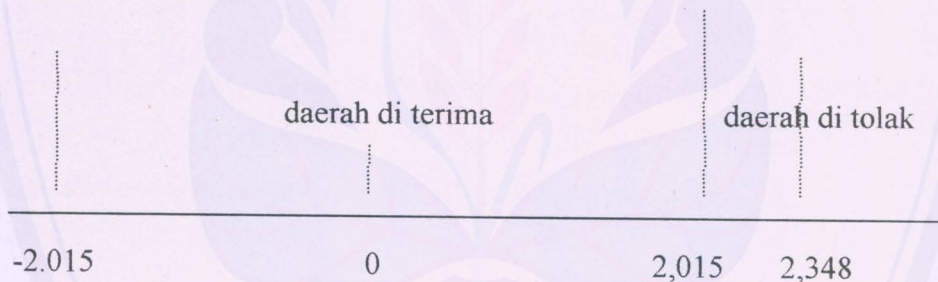 daerah di terima
daerah di tolak
-2.015 0 2,015 2,348